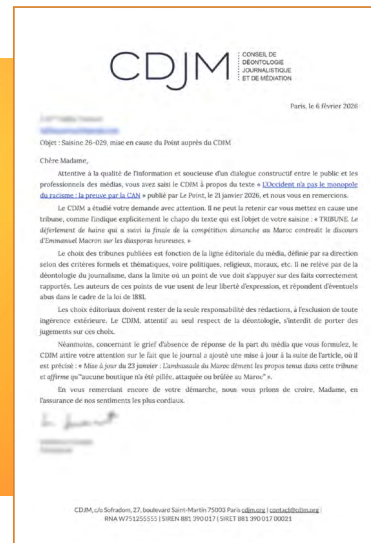 CDJM
CONSEIL DE
DÉONTOLOGIE
JOURNALISTIQUE
ET DE MÉDIATION
Paris, le 6 février 2026
Objet : Saisine 26-029, mise en cause du Point auprès du CDJM
Chère Madame,
Attentive à la qualité de l'information et soucieuse d'un dialogue constructif entre le public et les
professionnels des médias, vous avez saisi le CDJM à propos du texte « L'Occident n'a pas le monopole
du racisme : la preuve par la CAN » publié par Le Point, le 21 janvier 2026, et nous vous en remercions.
Le CDJM a étudié votre demande avec attention. Il ne peut la retenir car vous mettez en cause une
tribune, comme l'indique explicitement le chapo du texte qui est l'objet de votre saisine : « TRIBUNE. Le
déferlement de haine qui a suivi la finale de la compétition dimanche au Maroc contredit le discours
d'Emmanuel Macron sur les diasporas heureuses. »
Le choix des tribunes publiées est fonction de la ligne éditoriale du média, définie par sa direction
selon des critères formels et thématiques, voire politiques, religieux, moraux, etc. Il ne relève pas de la
déontologie du journalisme, dans la limite où un point de vue doit s'appuyer sur des faits correctement
rapportés. Les auteurs de ces points de vue usent de leur liberté d'expression, et répondent d'éventuels
abus dans le cadre de la loi de 1881.
Les choix éditoriaux doivent rester de la seule responsabilité des rédactions, à l'exclusion de toute
ingérence extérieure. Le CDJM, attentif au seul respect de la déontologie, s'interdit de porter des
jugements sur ces choix.
Néanmoins, concernant le grief d'absence de réponse de la part du média que vous formulez, le
CDJM attire votre attention sur le fait que le journal a ajouté une mise à jour à la suite de l'article, où il
est précisé : « Mise à jour du 23 janvier : L'ambassade du Maroc dément les propos tenus dans cette tribune
et affirme qu'"aucune boutique n'a été pillée, attaquée ou brûlée au Maroc" ».
En vous remerciant encore de votre démarche, nous vous prions de croire, Madame, en
l'assurance de nos sentiments les plus cordiaux.
CDJM, c/o Sofradom, 27, boulevard Saint-Martin 75003 Paris cdjm.org | contact@cdjm.org |
RNA W751255555 | SIREN 881 390 017 | SIRET 881 390 017 00021